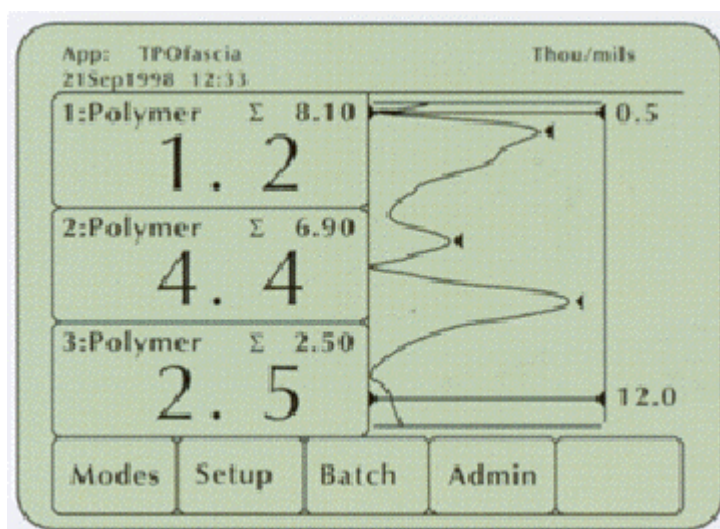 App: TPOfascia Thou/mils
21Sep1998 12:33
1:Polymer Σ 8.10
1.2
2:Polymer Σ 6.90
4.4
3:Polymer Σ 2.50
2.5
0.5
12.0
Modes Setup Batch Admin